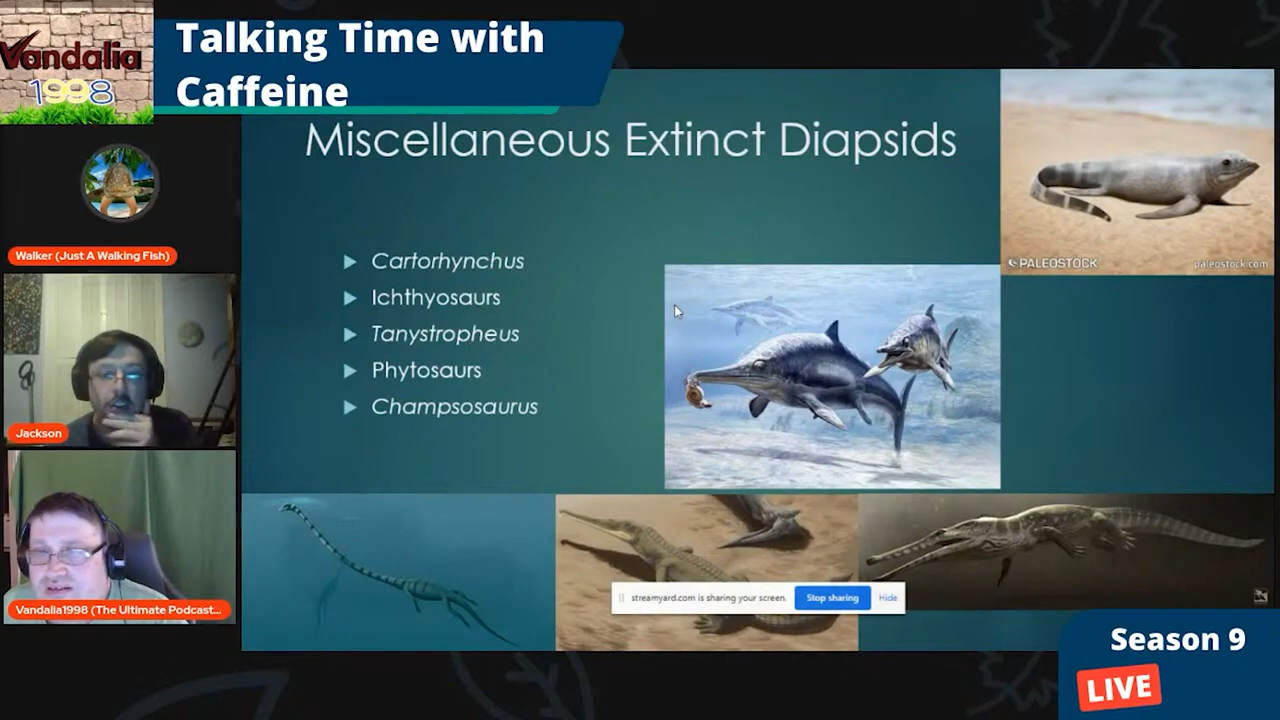 Vandalia
1998
Talking Time with
Caffeine
Walker (Just A Walking Fish)
Jackson
Vandalia1998 (The Ultimate Podcast...
Miscellaneous Extinct Diapsids
Cartorhynchus
Ichthyosaurs
Tanystropheus
Phytosaurs
Champsosaurus
PALEOSTOCK
paleostock.com
streamyard.com is sharing your screen.
Stop sharing
Hide
Season 9
LIVE